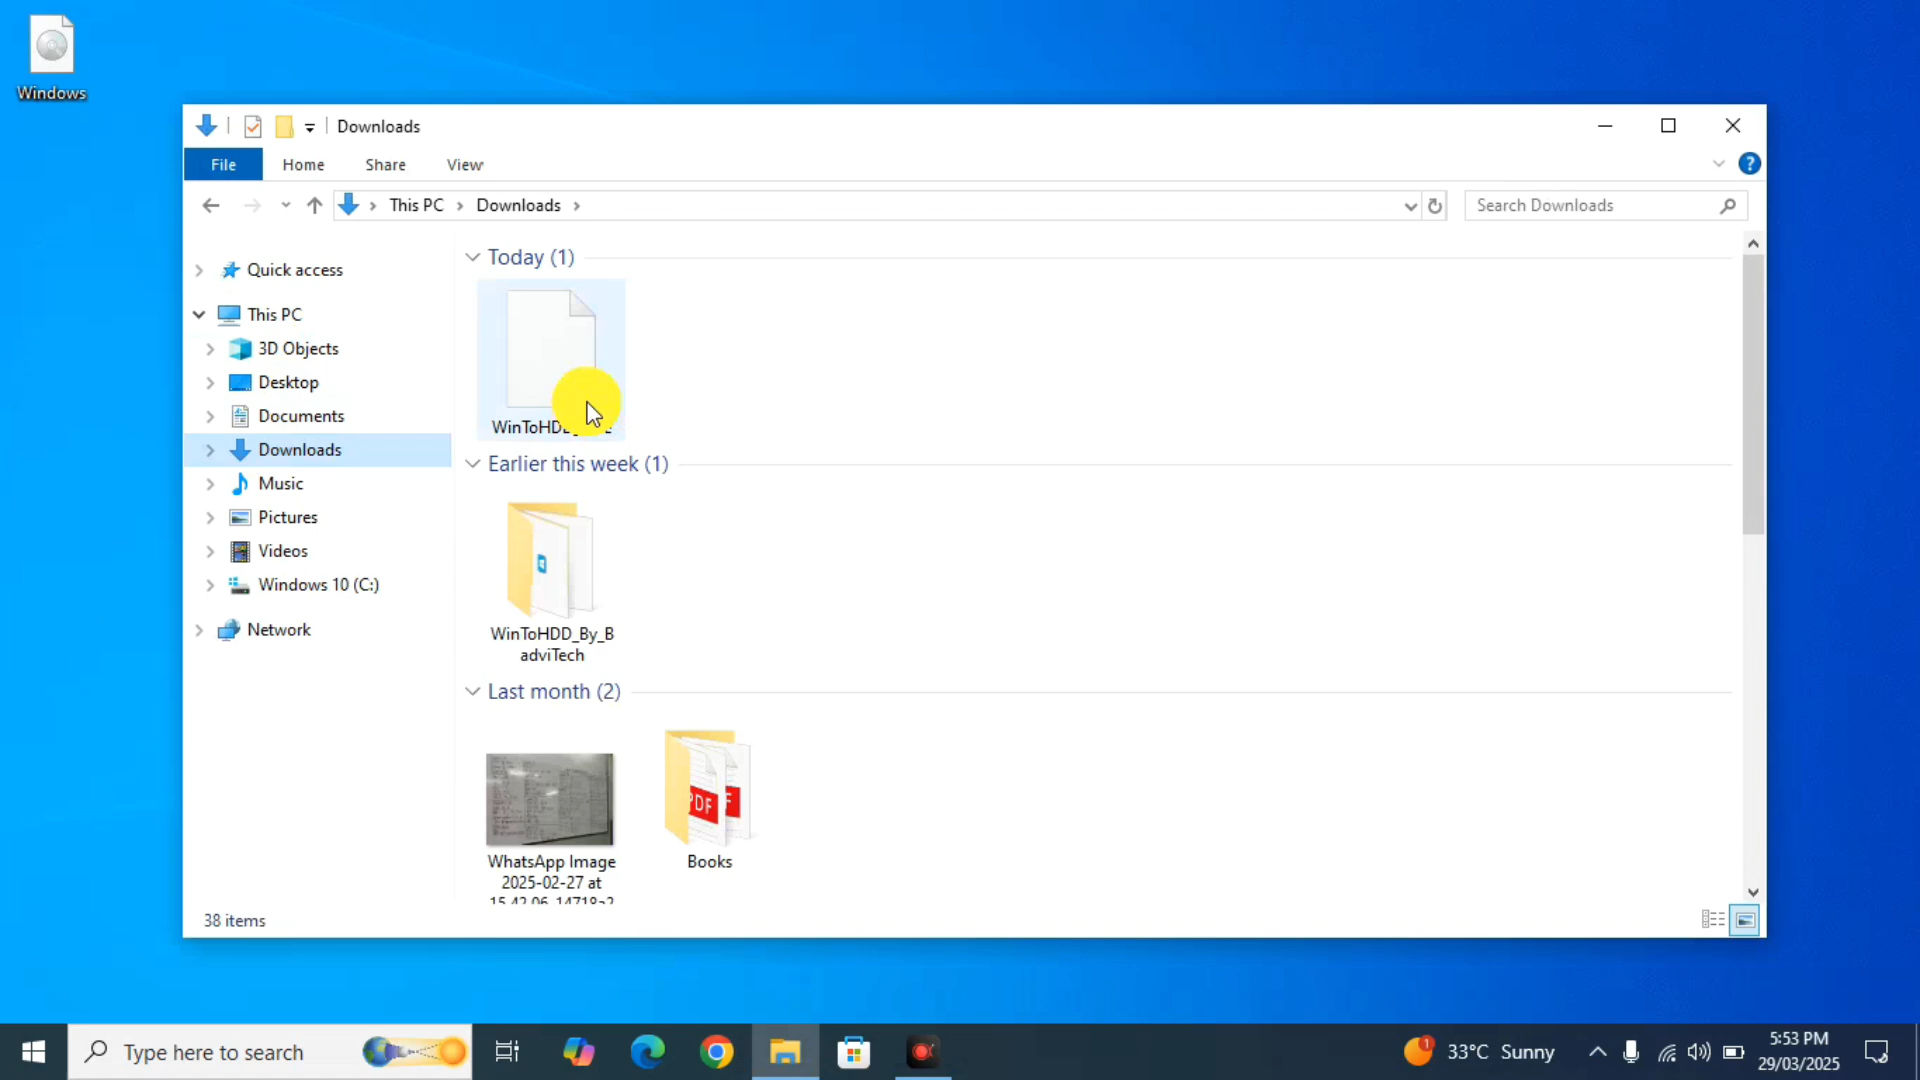 Windows
Downloads
File Home Share View
This PC Downloads
Search Downloads
Quick access
This PC
3D Objects
Desktop
Documents
Downloads
Music
Pictures
Videos
Windows 10 (C:)
Network
Today (1)
Earlier this week (1)
WinToHDD_By_B
adviTech
Last month (2)
PDF
WhatsApp Image
2025-02-27 at
Books
38 items
Type here to search
1
33°C Sunny
5:53 PM
29/03/2025